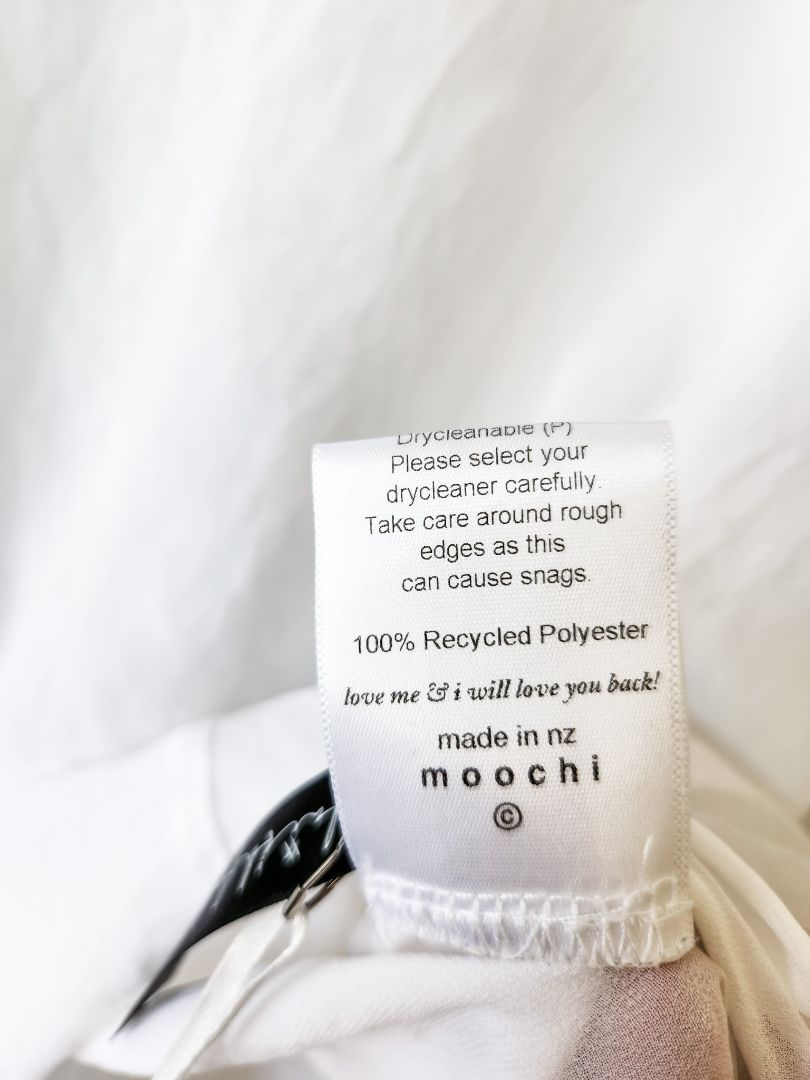 Drycleanable (P)
Please select your
drycleaner carefully.
Take care around rough
edges as this
can cause snags.
100% Recycled Polyester
love me & i will love you back!
made in nz
moochi
©